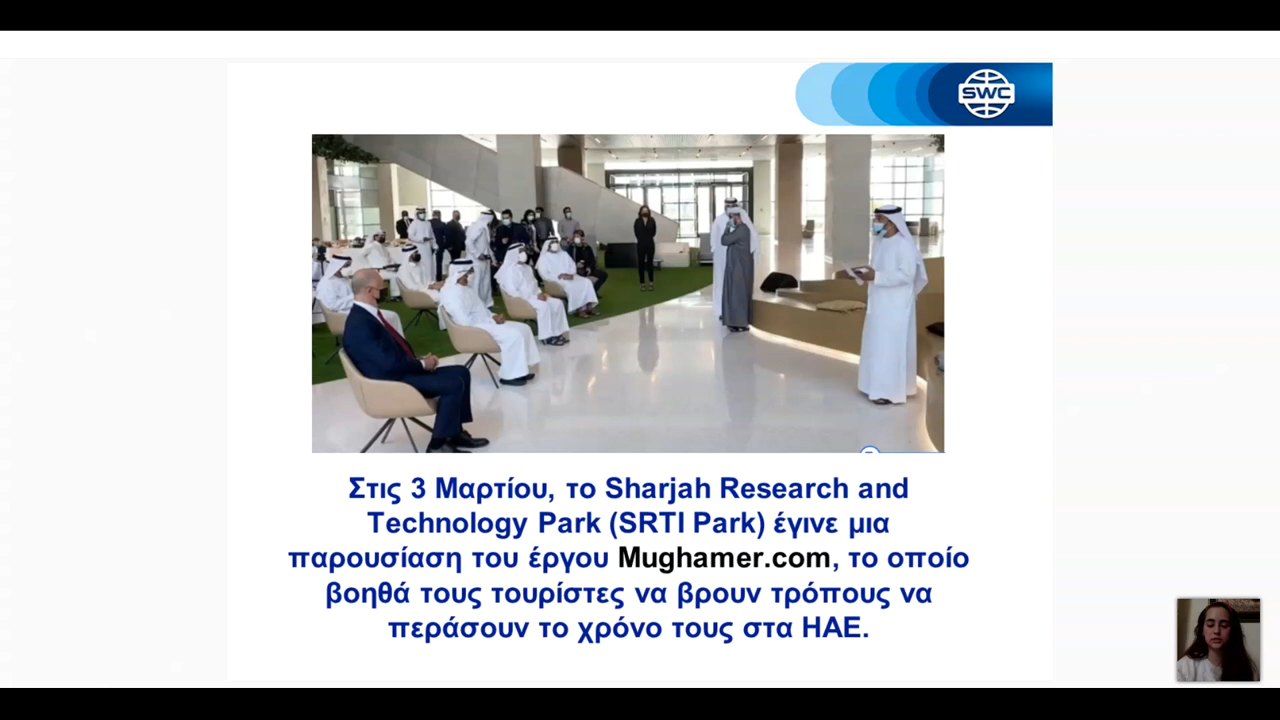 SWC
Στις 3 Μαρτίου, το Sharjah Research and
Technology Park (SRTI Park) έγινε μια
παρουσίαση του έργου Mughamer.com, το οποίο
βοηθά τους τουρίστες να βρουν τρόπους να
περάσουν το χρόνο τους στα ΗΑΕ.